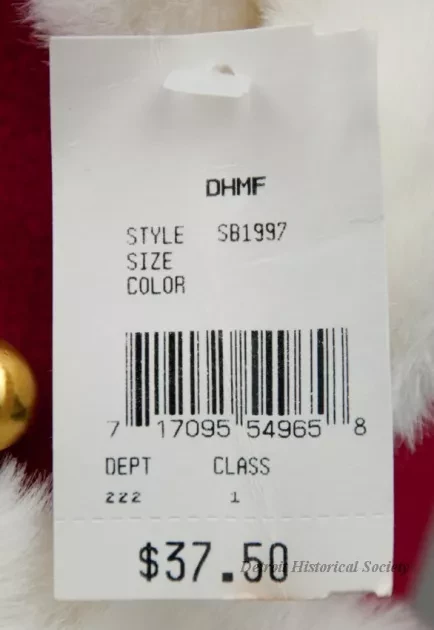 DHMF
STYLE SB1997
SIZE
COLOR
7 17095 54965 8
DEPT CLASS
222 1
$37.50
Detroit Historical Society